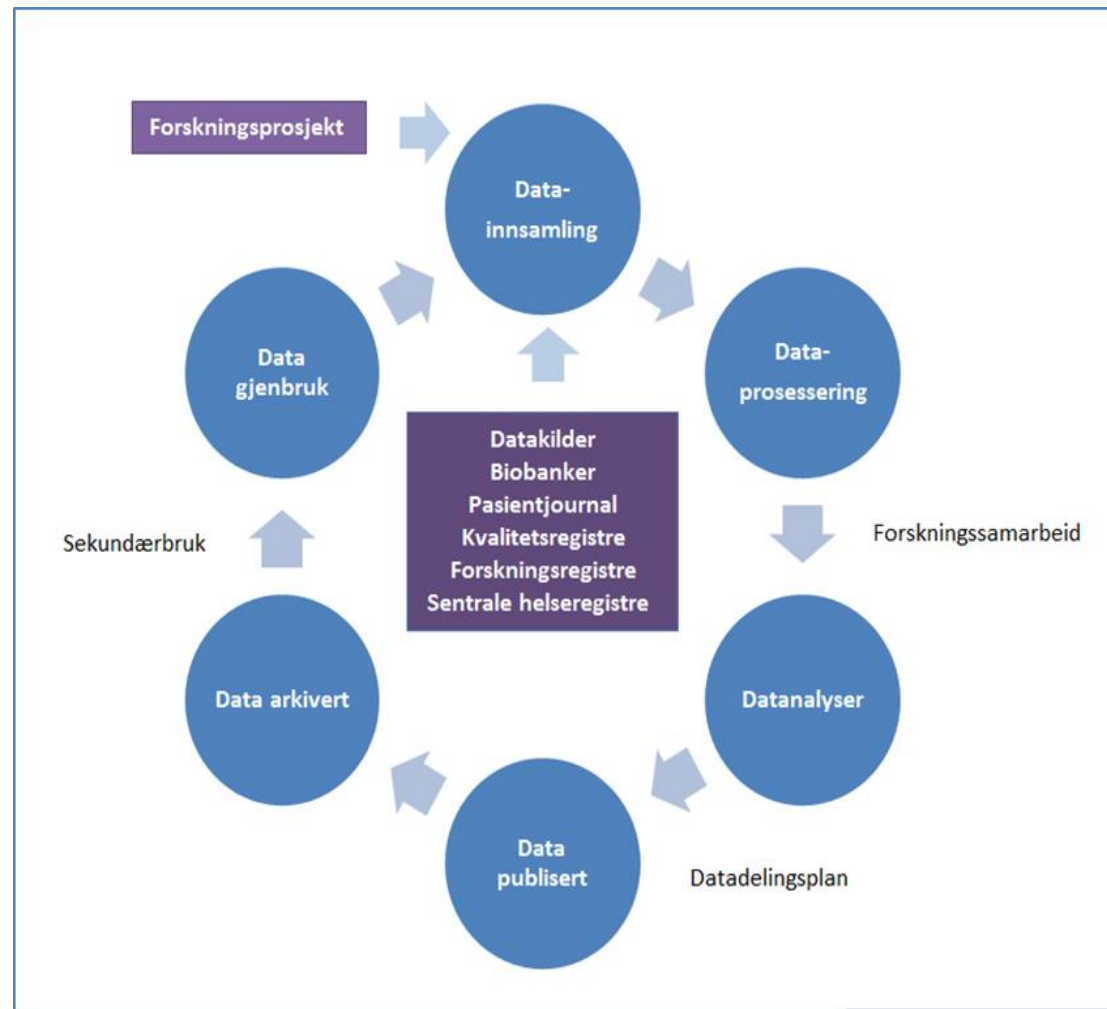 Forskningsprosjekt
Data-
innsamling
Data-
prosessering
Forskningssamarbeid
Datanalyser
Datadelingsplan
Data
publisert
Data arkivert
Sekundærbruk
Data
gjenbruk
Datakilder
Biobanker
Pasientjournal
Kvalitetsregistre
Forskningsregistre
Sentrale helseregistre